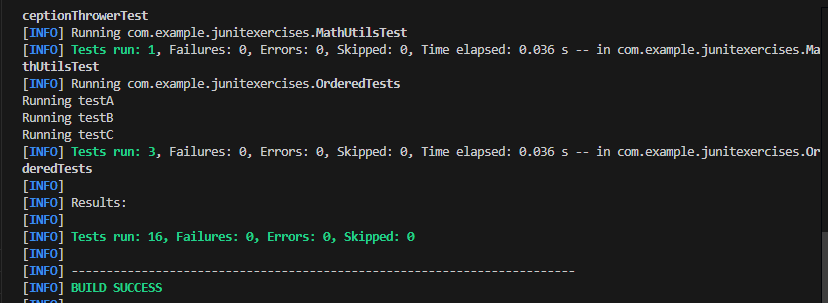 ceptionThrowerTest
[INFO] Running com.example.junitexercises.MathUtilsTest
[INFO] Tests run: 1, Failures: 0, Errors: 0, Skipped: 0, Time elapsed: 0.036 s -- in com.example.junitexercises.Ma
thUtilsTest
[INFO] Running com.example.junitexercises.OrderedTests
Running testA
Running testB
Running testC
[INFO] Tests run: 3, Failures: 0, Errors: 0, Skipped: 0, Time elapsed: 0.036 s -- in com.example.junitexercises.Or
deredTests
[INFO]
[INFO] Results:
[INFO]
[INFO] Tests run: 16, Failures: 0, Errors: 0, Skipped: 0
[INFO]
[INFO] ------------------------------------------------------------------------
[INFO] BUILD SUCCESS
[INFO]